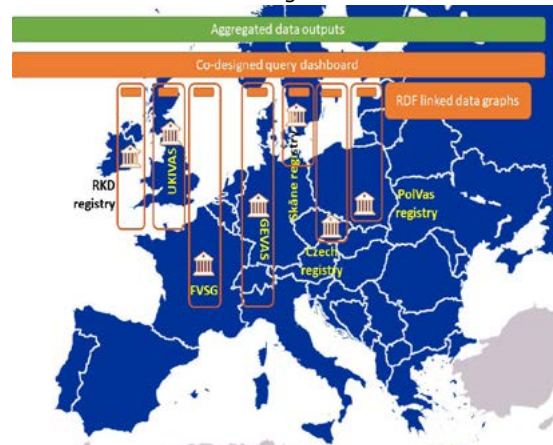 Aggregated data outputs
Co-designed query dashboard
RDF linked data graphs
RKD
registry
UKIVAS
FVSG
GEVAS
Skåne registry
Czech
registry
PolVas
registry